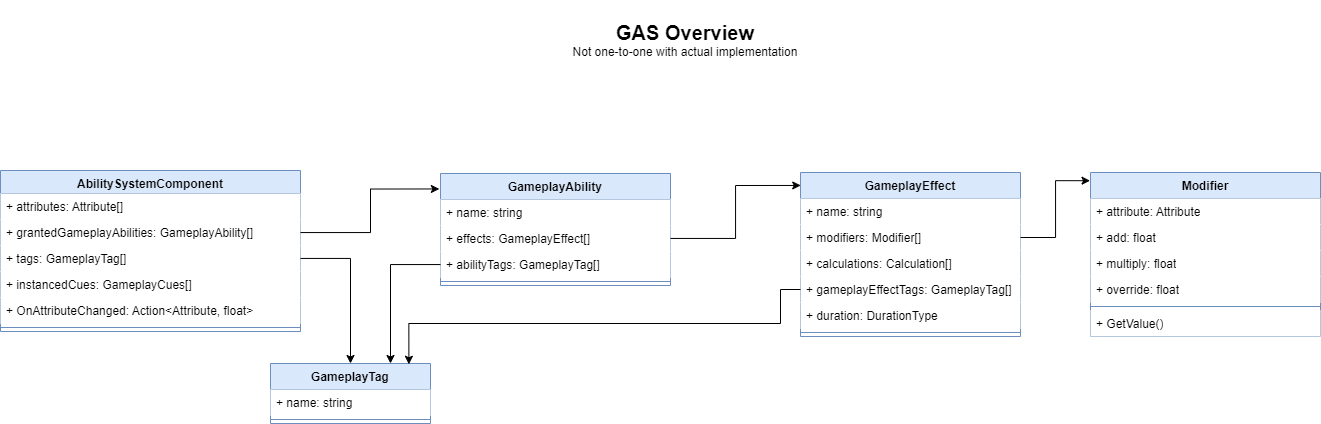 GAS Overview
Not one-to-one with actual implementation
AbilitySystemComponent
+ attributes: Attribute[]
+ grantedGameplayAbilities: GameplayAbility[]
+ tags: GameplayTag[]
+ instancedCues: GameplayCues[]
+ OnAttributeChanged: Action<Attribute, float>
GameplayAbility
+ name: string
+ effects: GameplayEffect[]
+ abilityTags: GameplayTag[]
GameplayEffect
+ name: string
+ modifiers: Modifier[]
+ calculations: Calculation[]
+ gameplayEffectTags: GameplayTag[]
+ duration: DurationType
Modifier
+ attribute: Attribute
+ add: float
+ multiply: float
+ override: float
+ GetValue()
GameplayTag
+ name: string